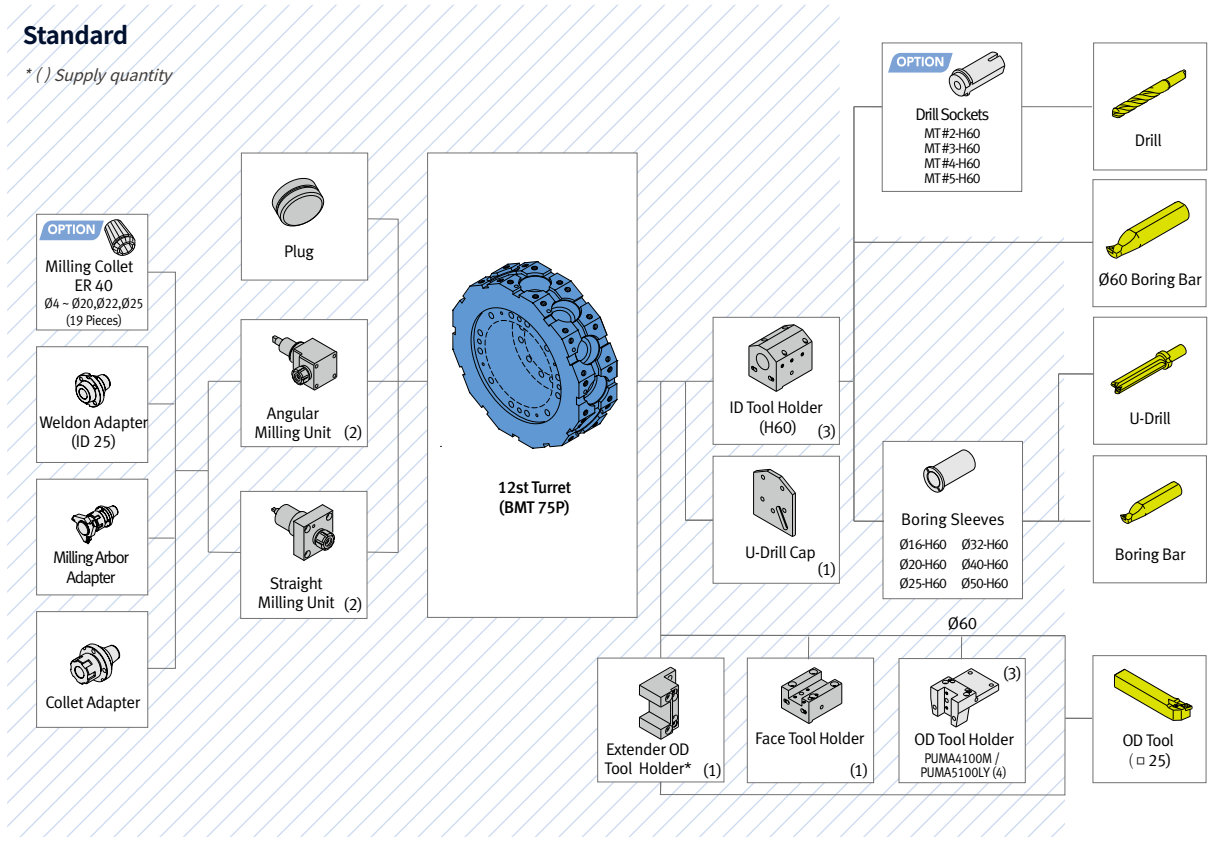 Standard
* ( ) Supply quantity
OPTION
Milling Collet
ER 40
Ø4 ~ Ø20,Ø22,Ø25
(19 Pieces)
Weldon Adapter
(ID 25)
Milling Arbor
Adapter
Collet Adapter
Plug
Angular
Milling Unit (2)
Straight
Milling Unit (2)
12st Turret
(BMT 75P)
ID Tool Holder
(H60) (3)
U-Drill Cap
(1)
OPTION
Drill Sockets
MT#2-H60
MT#3-H60
MT#4-H60
MT#5-H60
Boring Sleeves
Ø16-H60 Ø32-H60
Ø20-H60 Ø40-H60
Ø25-H60 Ø50-H60
Drill
Ø60 Boring Bar
U-Drill
Boring Bar
Ø60
Extender OD
Tool Holder* (1)
Face Tool Holder
(1)
(3)
OD Tool Holder
PUMA4100M /
PUMA5100LY (4)
OD Tool
(□ 25)